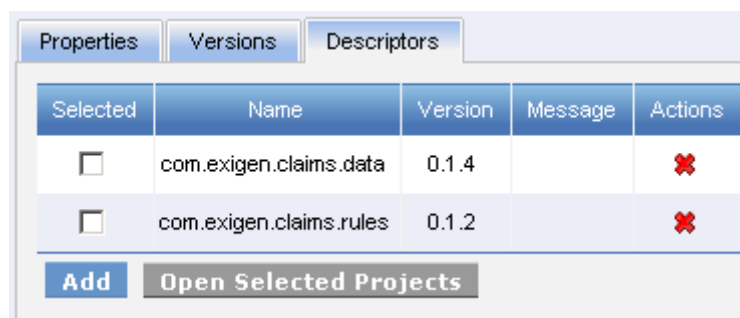 Properties Versions Descriptors
Selected Name Version Message Actions
com.exigen.claims.data 0.1.4
com.exigen.claims.rules 0.1.2
Add Open Selected Projects